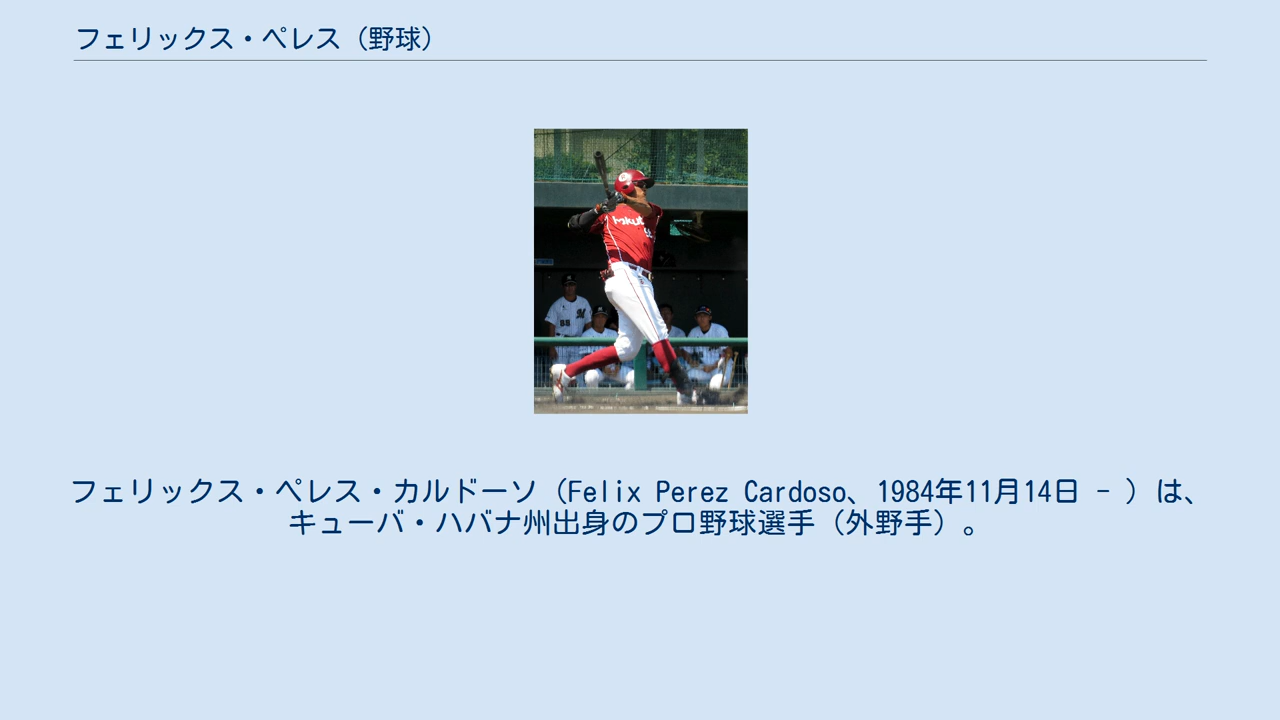 フェリックス・ペレス（野球）
フェリックス・ペレス・カルドーソ（Felix Perez Cardoso、1984年11月14日 - ）は、
キューバ・ハバナ州出身のプロ野球選手（外野手）。